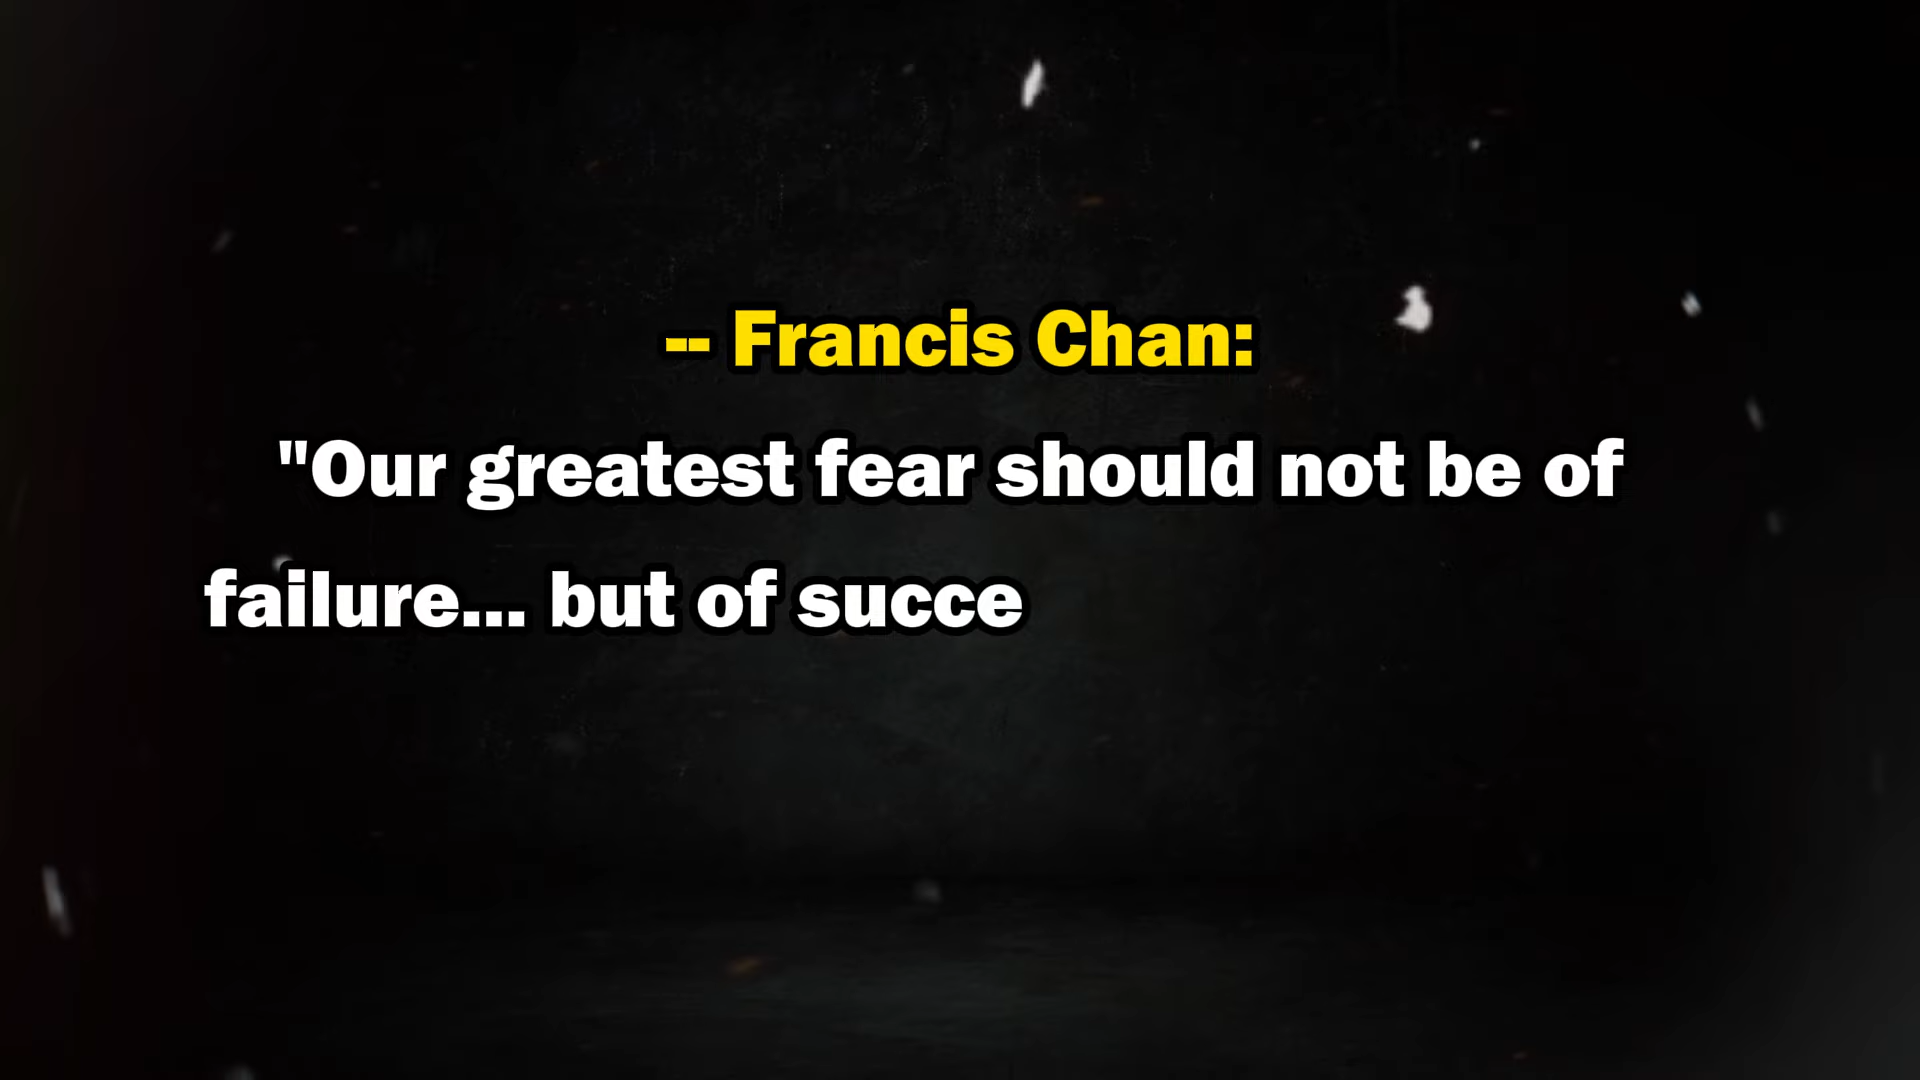 -- Francis Chan:
"Our greatest fear should not be of
failure... but of succe